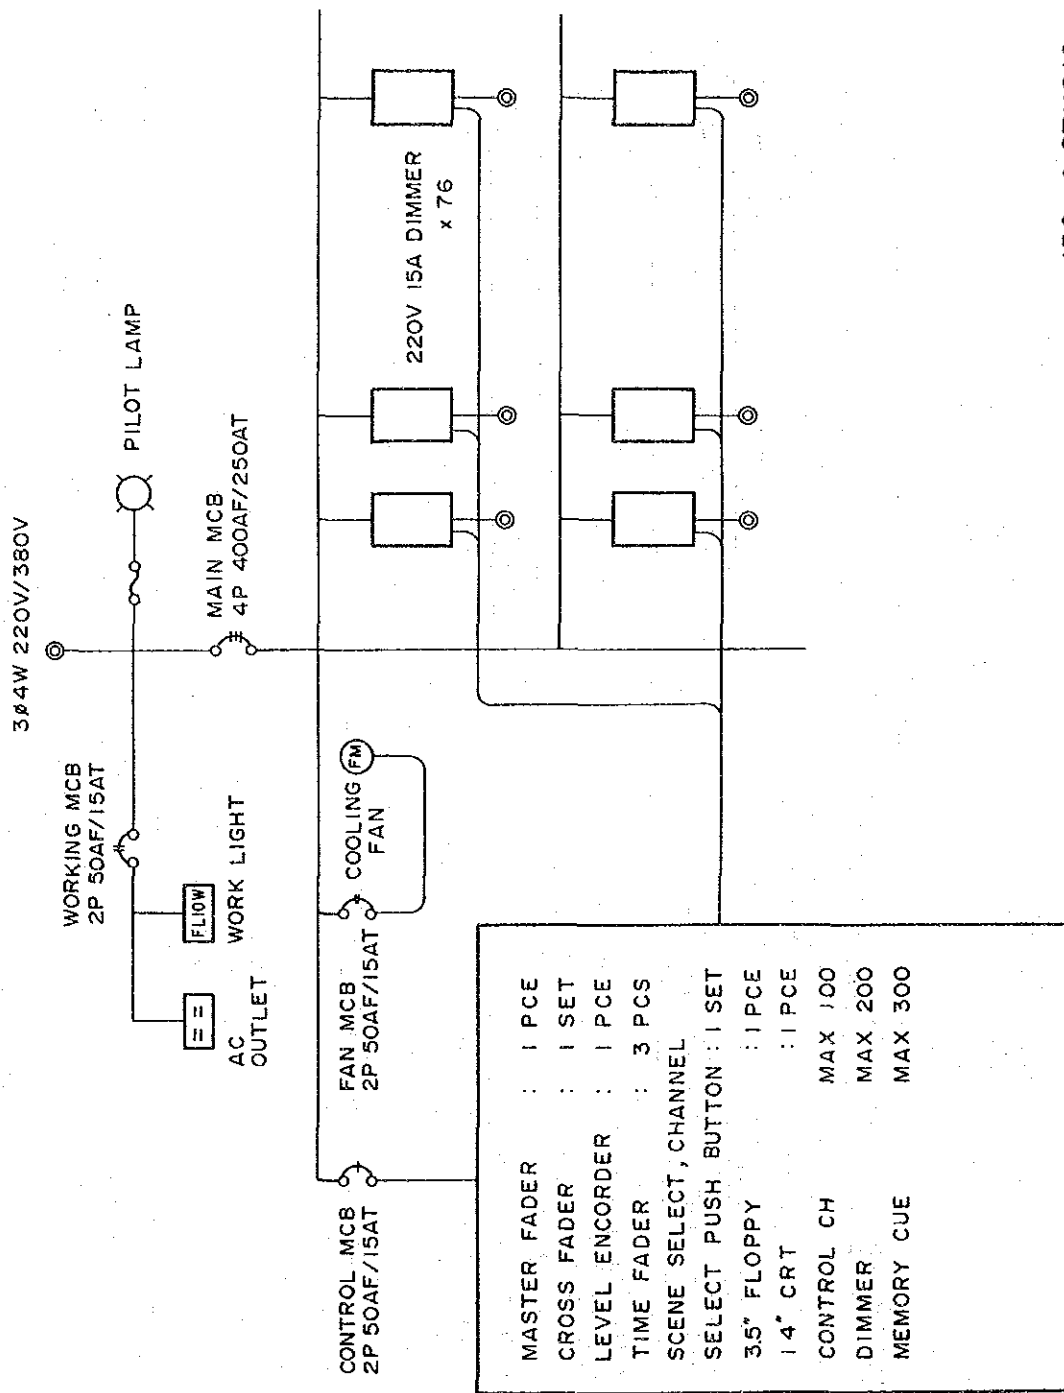 3ø4W 220V/380V
PILOT LAMP
WORKING MCB
2P 50AF/15AT
FL10W
WORK LIGHT
AC
OUTLET
MAIN MCB
4P 400AF/250AT
220V 15A DIMMER
x 76
FM
COOLING
FAN
FAN MCB
2P 50AF/15AT
CONTROL MCB
2P 50AF/15AT
MASTER FADER : 1 PCE
CROSS FADER : 1 SET
LEVEL ENCORDER : 1 PCE
TIME FADER : 3 PCS
SCENE SELECT, CHANNEL
SELECT PUSH BUTTON : 1 SET
3.5" FLOPPY : 1 PCE
14" CRT : 1 PCE
CONTROL CH MAX 100
DIMMER MAX 200
MEMORY CUE MAX 300